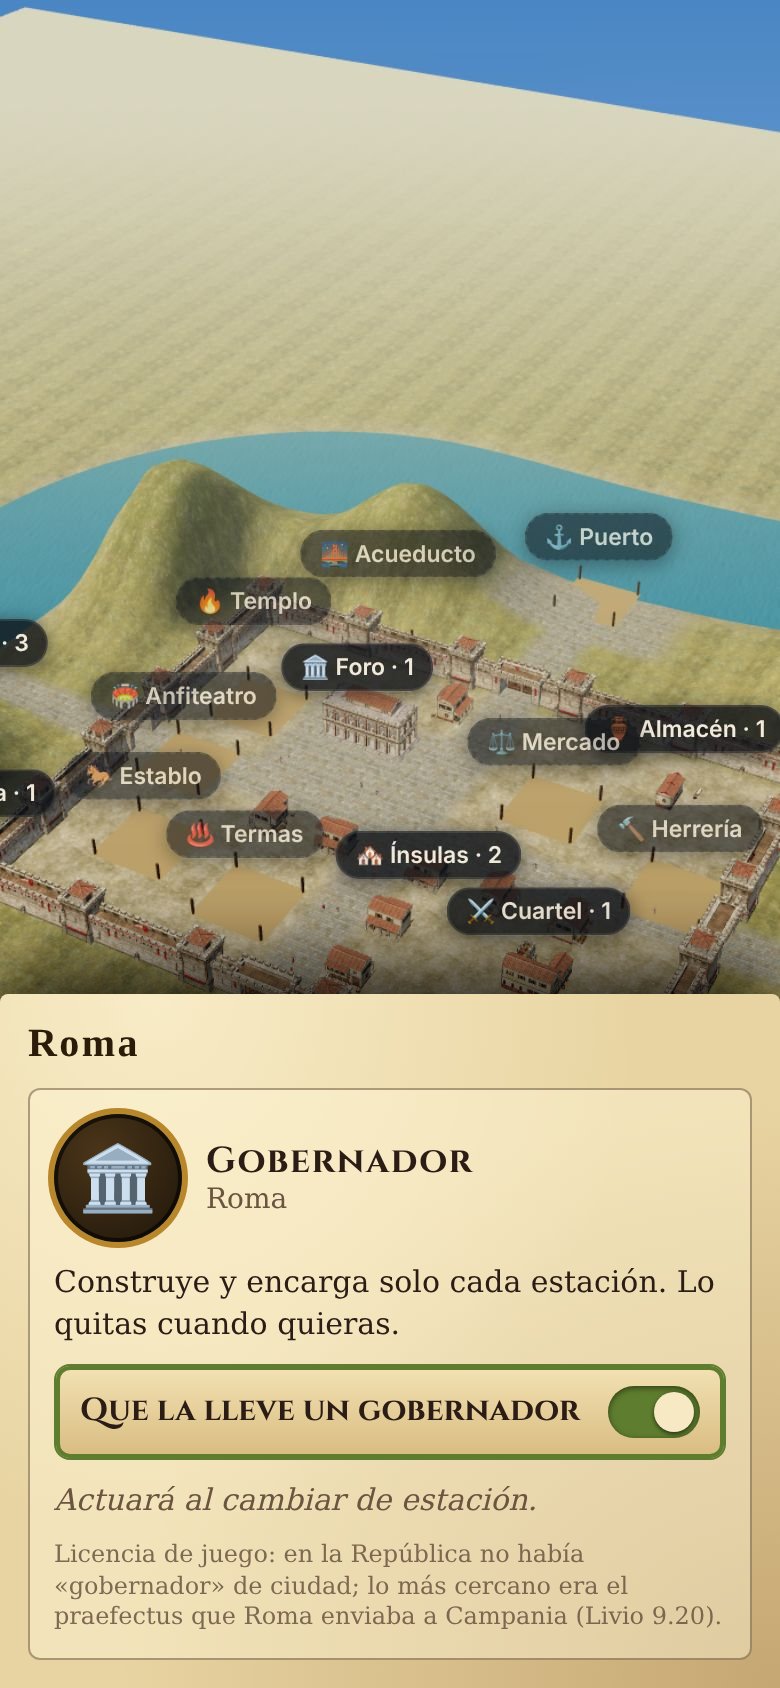 Acueducto
Puerto
Templo
· 3
Foro · 1
Anfiteatro
Almacén · 1
Mercado
Establo
a · 1
Termas
Herrería
Ínsulas · 2
Cuartel · 1
Roma
Gobernador
Roma
Construye y encarga solo cada estación. Lo
quitas cuando quieras.
Que la lleve un gobernador
Actuará al cambiar de estación.
Licencia de juego: en la República no había
«gobernador» de ciudad; lo más cercano era el
praefectus que Roma enviaba a Campania (Livio 9.20).